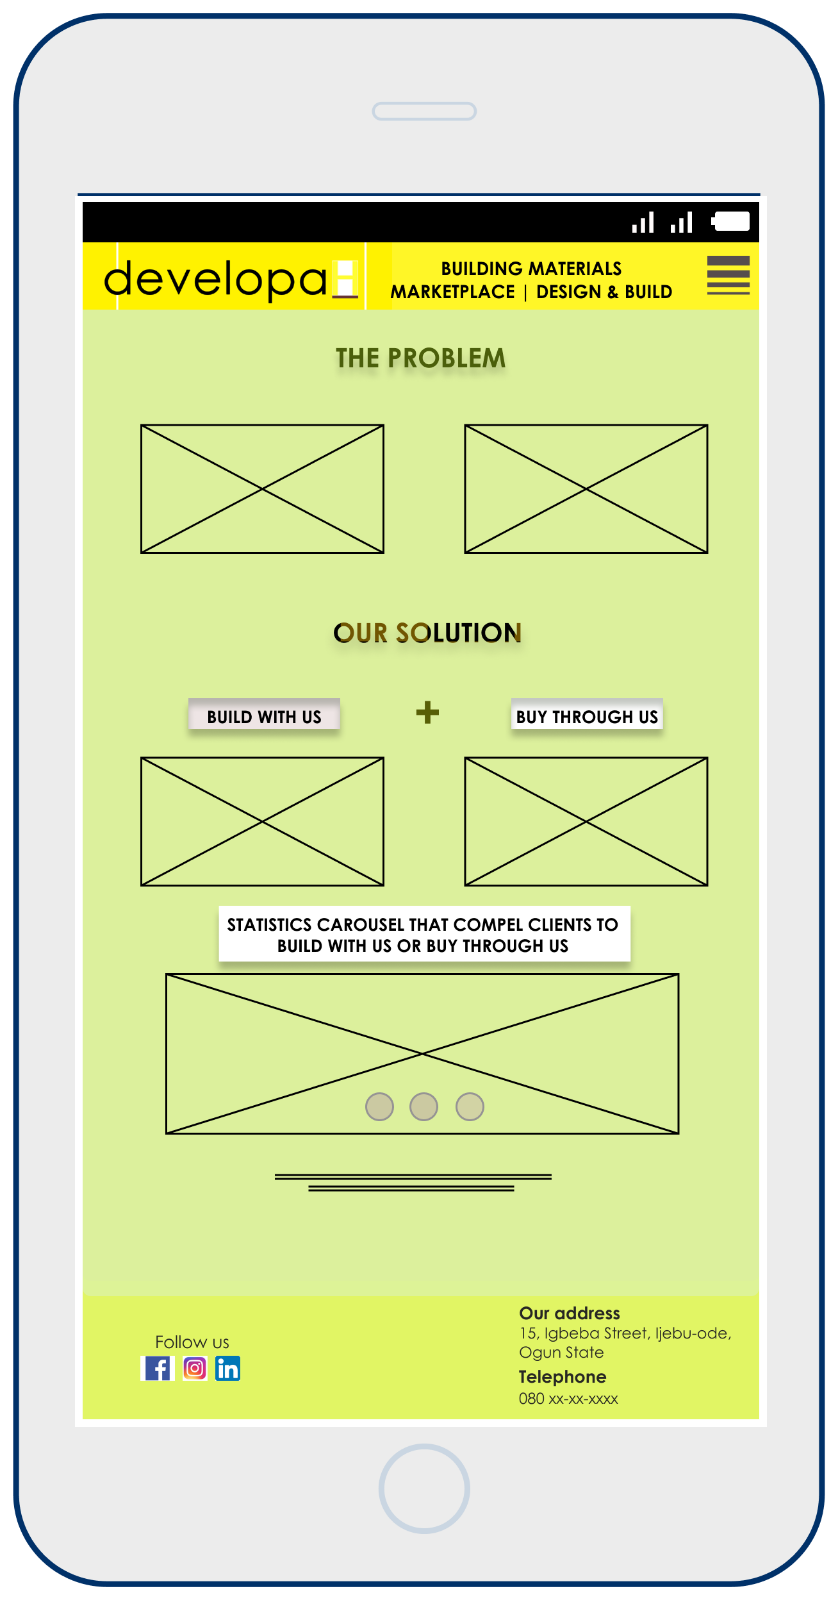 developa
BUILDING MATERIALS
MARKETPLACE | DESIGN & BUILD
THE PROBLEM
OUR SOLUTION
BUILD WITH US
+
BUY THROUGH US
STATISTICS CAROUSEL THAT COMPEL CLIENTS TO
BUILD WITH US OR BUY THROUGH US
Follow us
Our address
15, Igbeba Street, Ijebu-ode,
Ogun State
Telephone
080 xx-xx-xxxx